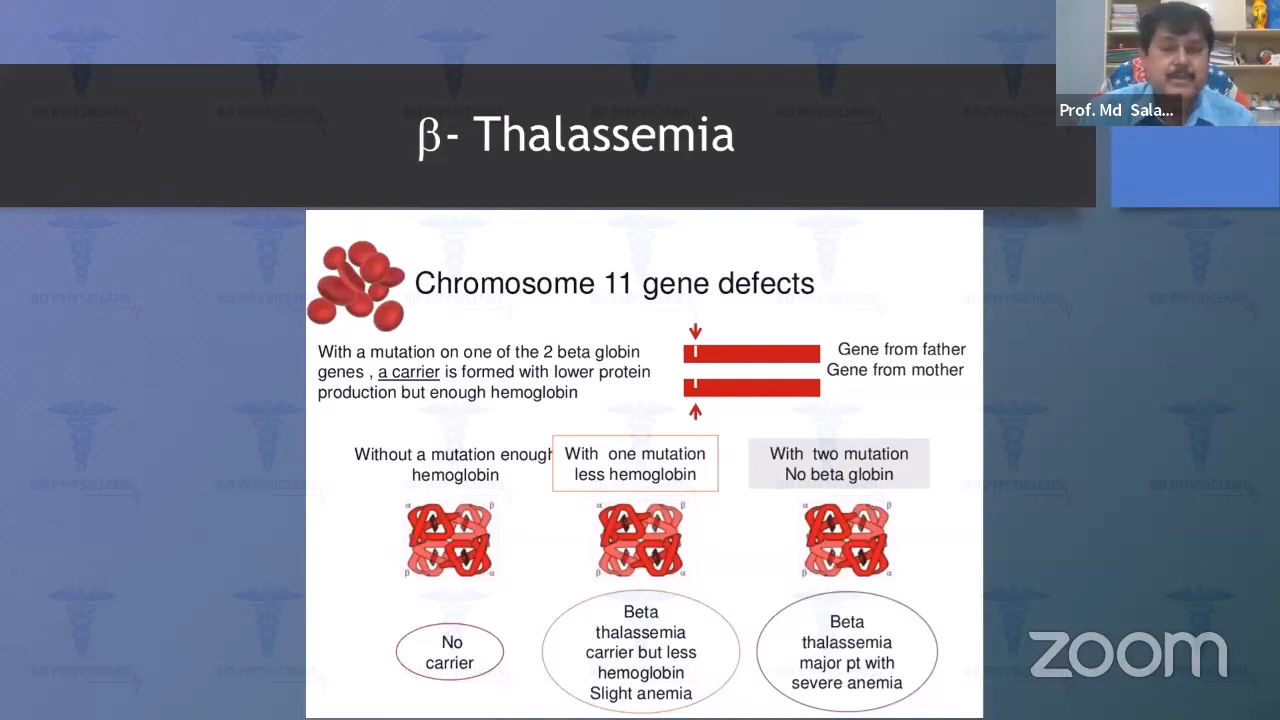 Prof. Md Sala...
β- Thalassemia
Chromosome 11 gene defects
With a mutation on one of the 2 beta globin
genes , a carrier is formed with lower protein
production but enough hemoglobin
Gene from father
Gene from mother
Without a mutation enough
hemoglobin
With one mutation
less hemoglobin
With two mutation
No beta globin
α β
β α
α β
β α
α β
β α
No
carrier
Beta
thalassemia
carrier but less
hemoglobin
Slight anemia
Beta
thalassemia
major pt with
severe anemia
zoom
BD PHYSICIANS